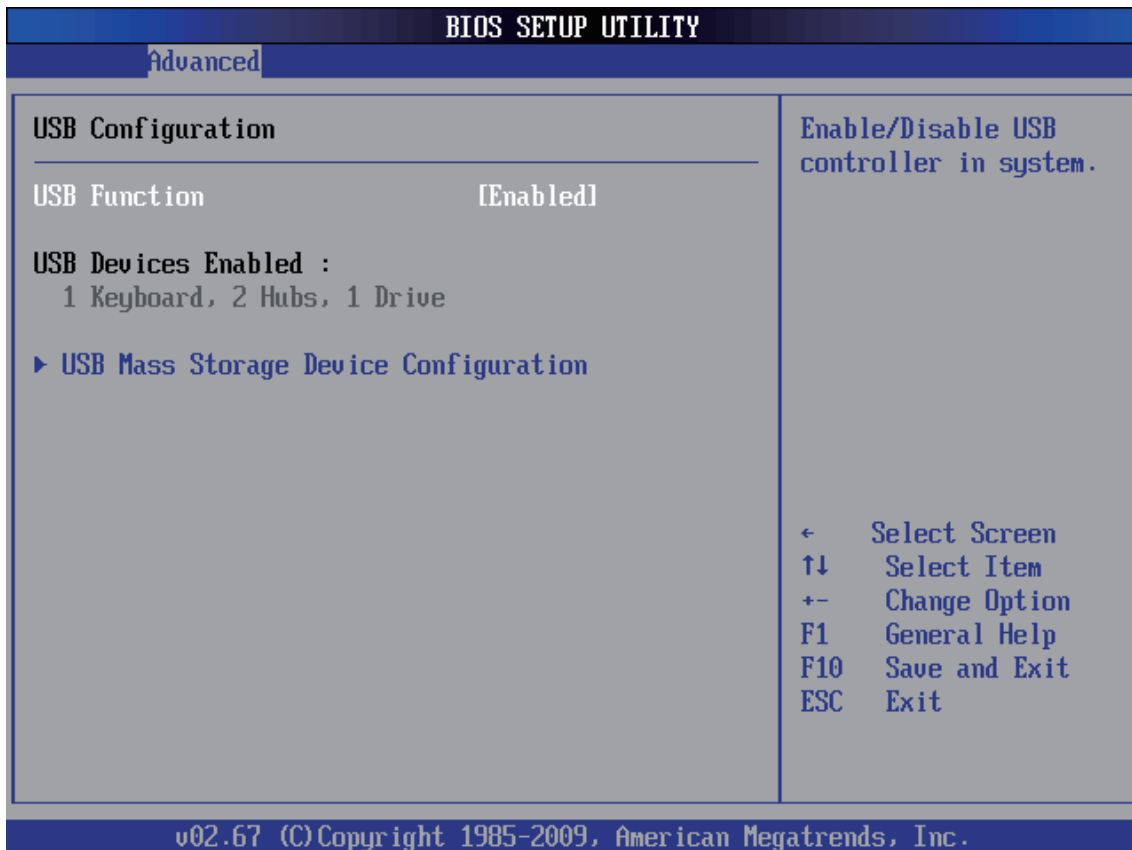 BIOS SETUP UTILITY
Advanced
USB Configuration
USB Function [Enabled]
USB Devices Enabled :
1 Keyboard, 2 Hubs, 1 Drive
▶ USB Mass Storage Device Configuration
Enable/Disable USB
controller in system.
← Select Screen
↑↓ Select Item
+- Change Option
F1 General Help
F10 Save and Exit
ESC Exit
v02.67 (C)Copyright 1985-2009, American Megatrends, Inc.